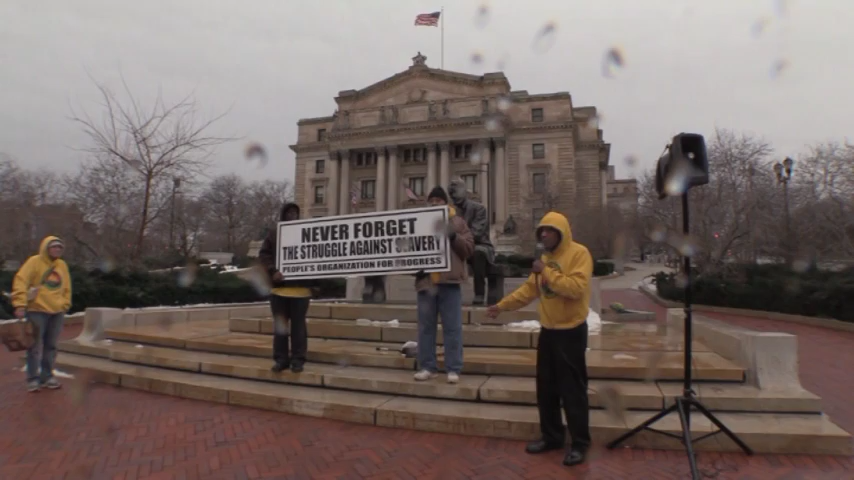 NEVER FORGET
THE STRUGGLE AGAINST SLAVERY
PEOPLE'S ORGANIZATION FOR PROGRESS